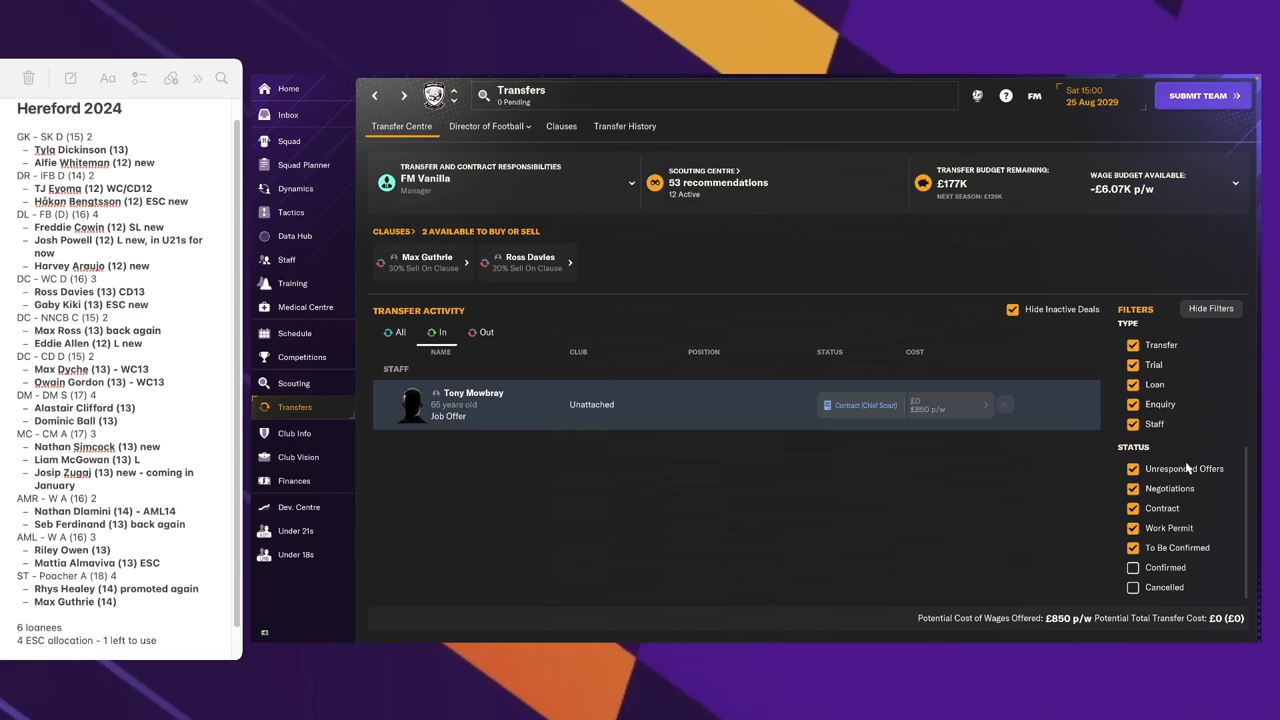 Aa
Hereford 2024
GK - SK D (15) 2
– Tyla Dickinson (13)
– Alfie Whiteman (12) new
DR - IFB D (14) 2
– TJ Eyoma (12) WC/CD12
– Håkan Bengtsson (12) ESC new
DL - FB (D) (16) 4
– Freddie Cowin (12) SL new
– Josh Powell (12) L new, in U21s for
now
– Harvey Araujo (12) new
DC - WC D (16) 3
– Ross Davies (13) CD13
– Gaby Kiki (13) ESC new
DC - NNCB C (15) 2
– Max Ross (13) back again
– Eddie Allen (12) L new
DC - CD D (15) 2
– Max Dyche (13) - WC13
– Owain Gordon (13) - WC13
DM - DM S (17) 4
– Alastair Clifford (13)
– Dominic Ball (13)
MC - CM A (17) 3
– Nathan Simcock (13) new
– Liam McGowan (13) L
– Josip Zugaj (13) new - coming in
January
AMR - W A (16) 2
– Nathan Dlamini (14) - AML14
– Seb Ferdinand (13) back again
AML - W A (16) 3
– Riley Owen (13)
– Mattia Almaviva (13) ESC
ST - Poacher A (18) 4
– Rhys Healey (14) promoted again
– Max Guthrie (14)
6 loanees
4 ESC allocation - 1 left to use
Home
Inbox
Squad
Squad Planner
Dynamics
Tactics
Data Hub
Staff
Training
Medical Centre
Schedule
Competitions
Scouting
Transfers
Club Info
Club Vision
Finances
Dev. Centre
Under 21s
Under 18s
Transfers
0 Pending
FM
Sat 15:00
25 Aug 2029
SUBMIT TEAM
Transfer Centre Director of Football Clauses Transfer History
TRANSFER AND CONTRACT RESPONSIBILITIES
FM Vanilla
Manager
SCOUTING CENTRE >
53 recommendations
12 Active
TRANSFER BUDGET REMAINING:
£177K
NEXT SEASON: £126K
WAGE BUDGET AVAILABLE:
-£6.07K p/w
CLAUSES > 2 AVAILABLE TO BUY OR SELL
Max Guthrie
30% Sell On Clause
Ross Davies
20% Sell On Clause
TRANSFER ACTIVITY
Hide Inactive Deals
All In Out
NAME CLUB POSITION STATUS COST
STAFF
Tony Mowbray
65 years old
Job Offer
Unattached
Contract (Chief Scout)
£0
£850 p/w
FILTERS
Hide Filters
TYPE
Transfer
Trial
Loan
Enquiry
Staff
STATUS
Unresponded Offers
Negotiations
Contract
Work Permit
To Be Confirmed
Confirmed
Cancelled
Potential Cost of Wages Offered: £850 p/w Potential Total Transfer Cost: £0 (£0)